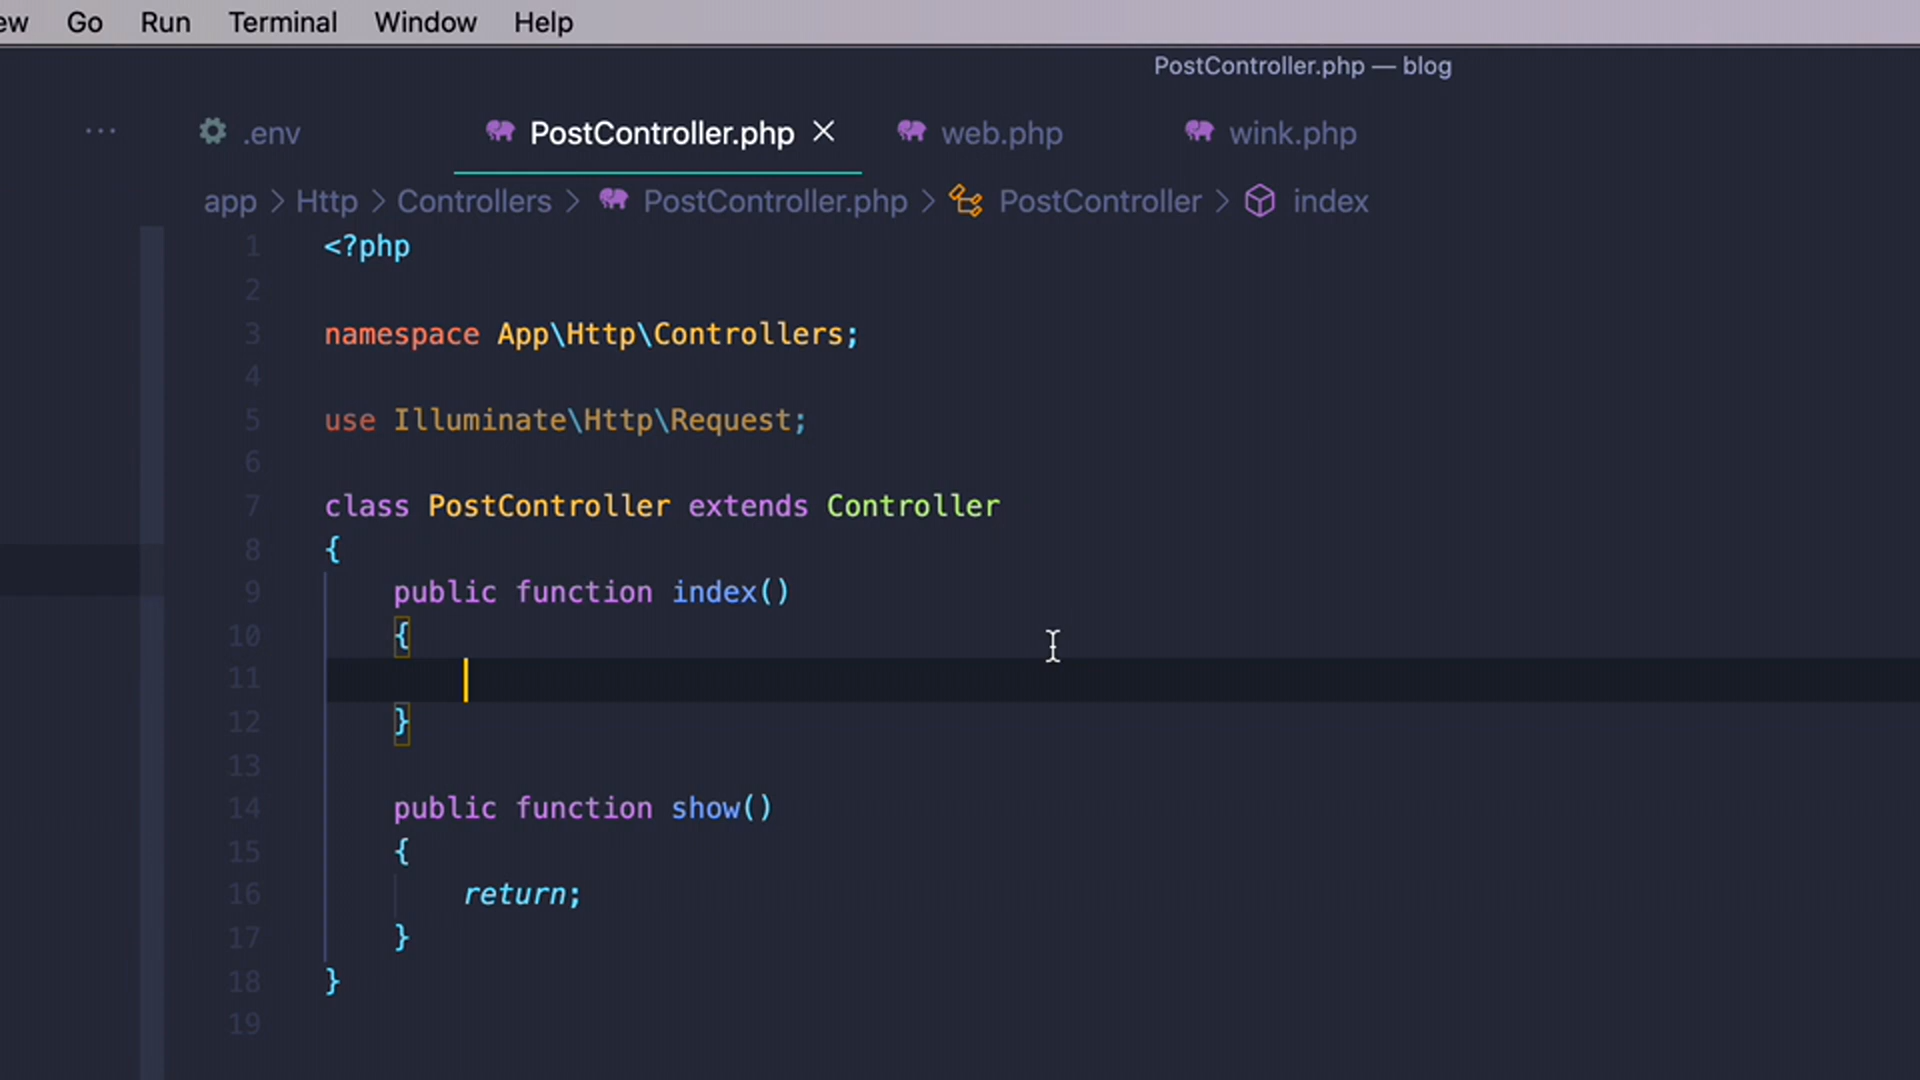 ew Go Run Terminal Window Help
PostController.php — blog
... .env PostController.php web.php wink.php
app > Http > Controllers > PostController.php > PostController > index
1 <?php
2
3 namespace App\Http\Controllers;
4
5 use Illuminate\Http\Request;
6
7 class PostController extends Controller
8 {
9 public function index()
10 {
11
12 }
13
14 public function show()
15 {
16 return;
17 }
18 }
19